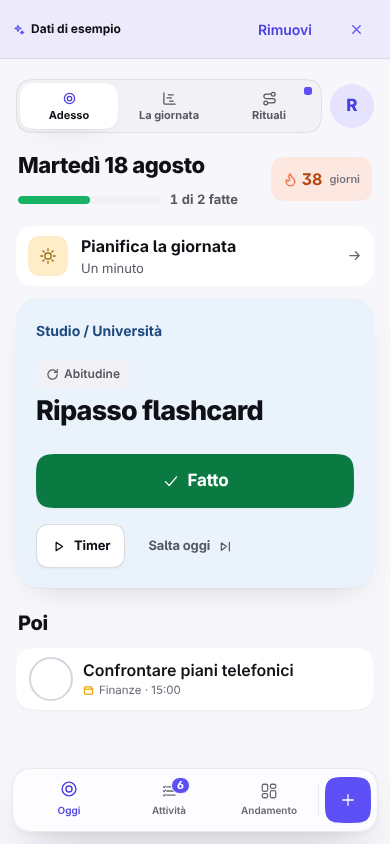 Dati di esempio
Rimuovi
Adesso
La giornata
Rituali
R
Martedì 18 agosto
1 di 2 fatte
38 giorni
Pianifica la giornata
Un minuto
Studio / Università
Abitudine
Ripasso flashcard
Fatto
Timer
Salta oggi
Poi
Confrontare piani telefonici
Finanze · 15:00
6
Oggi
Attività
Andamento